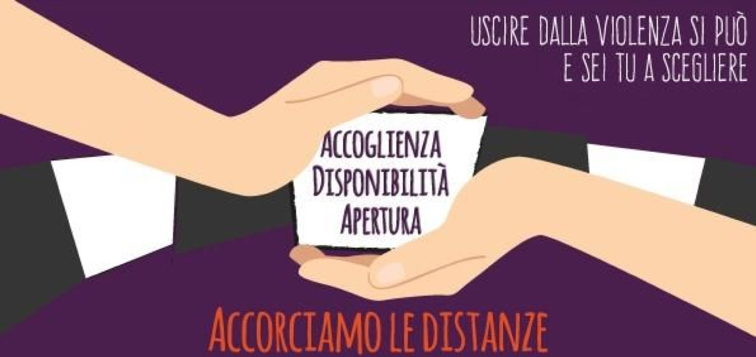 USCIRE DALLA VIOLENZA SI PUÒ
E SEI TU A SCEGLIERE
ACCOGLIENZA
DISPONIBILITÀ
APERTURA
ACCORCIAMO LE DISTANZE